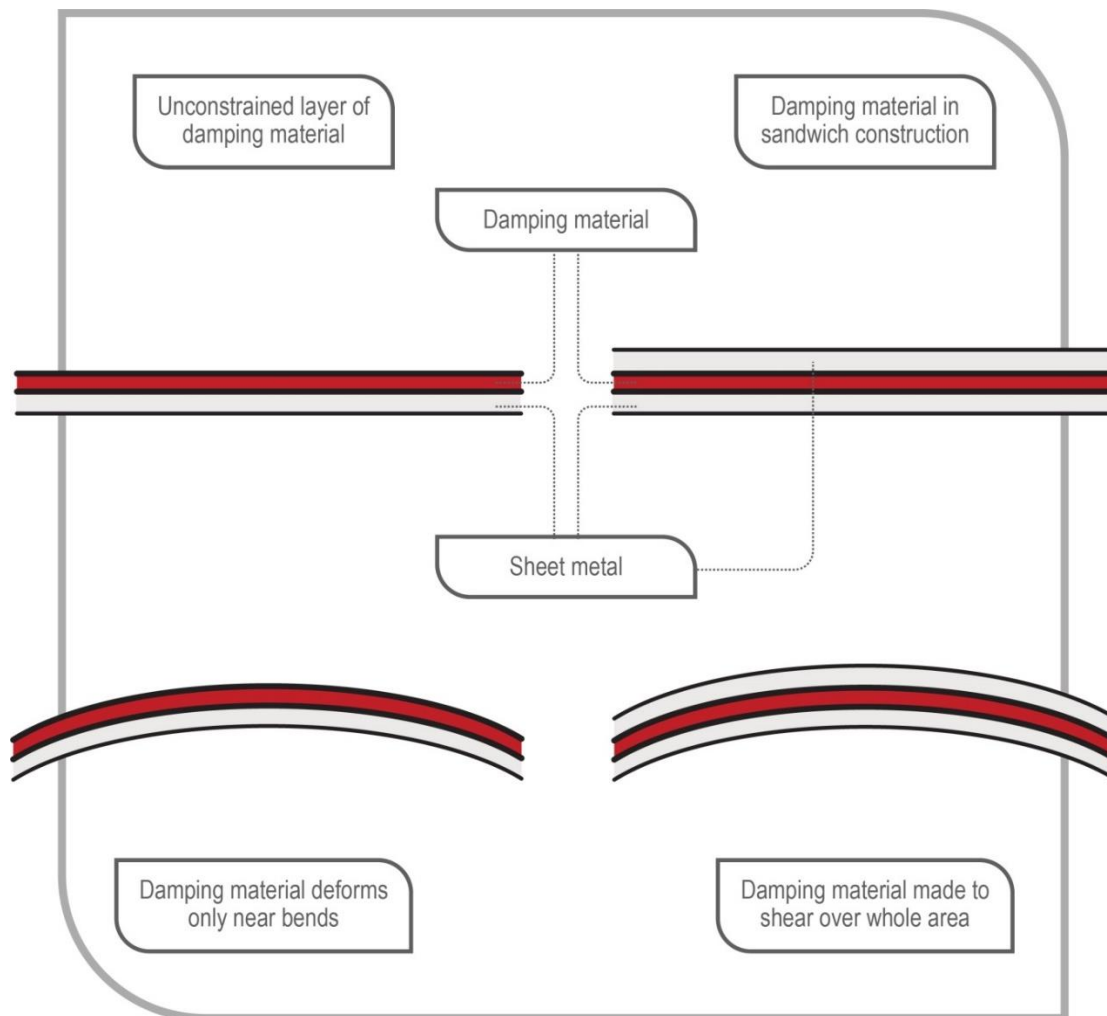 Unconstrained layer of
damping material
Damping material in
sandwich construction
Damping material
Sheet metal
Damping material deforms
only near bends
Damping material made to
shear over whole area